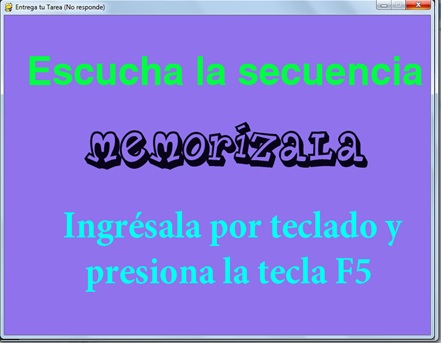 Entrega tu Tarea (No responde)
Escucha la secuencia
memorízala
Ingrésala por teclado y
presiona la tecla F5